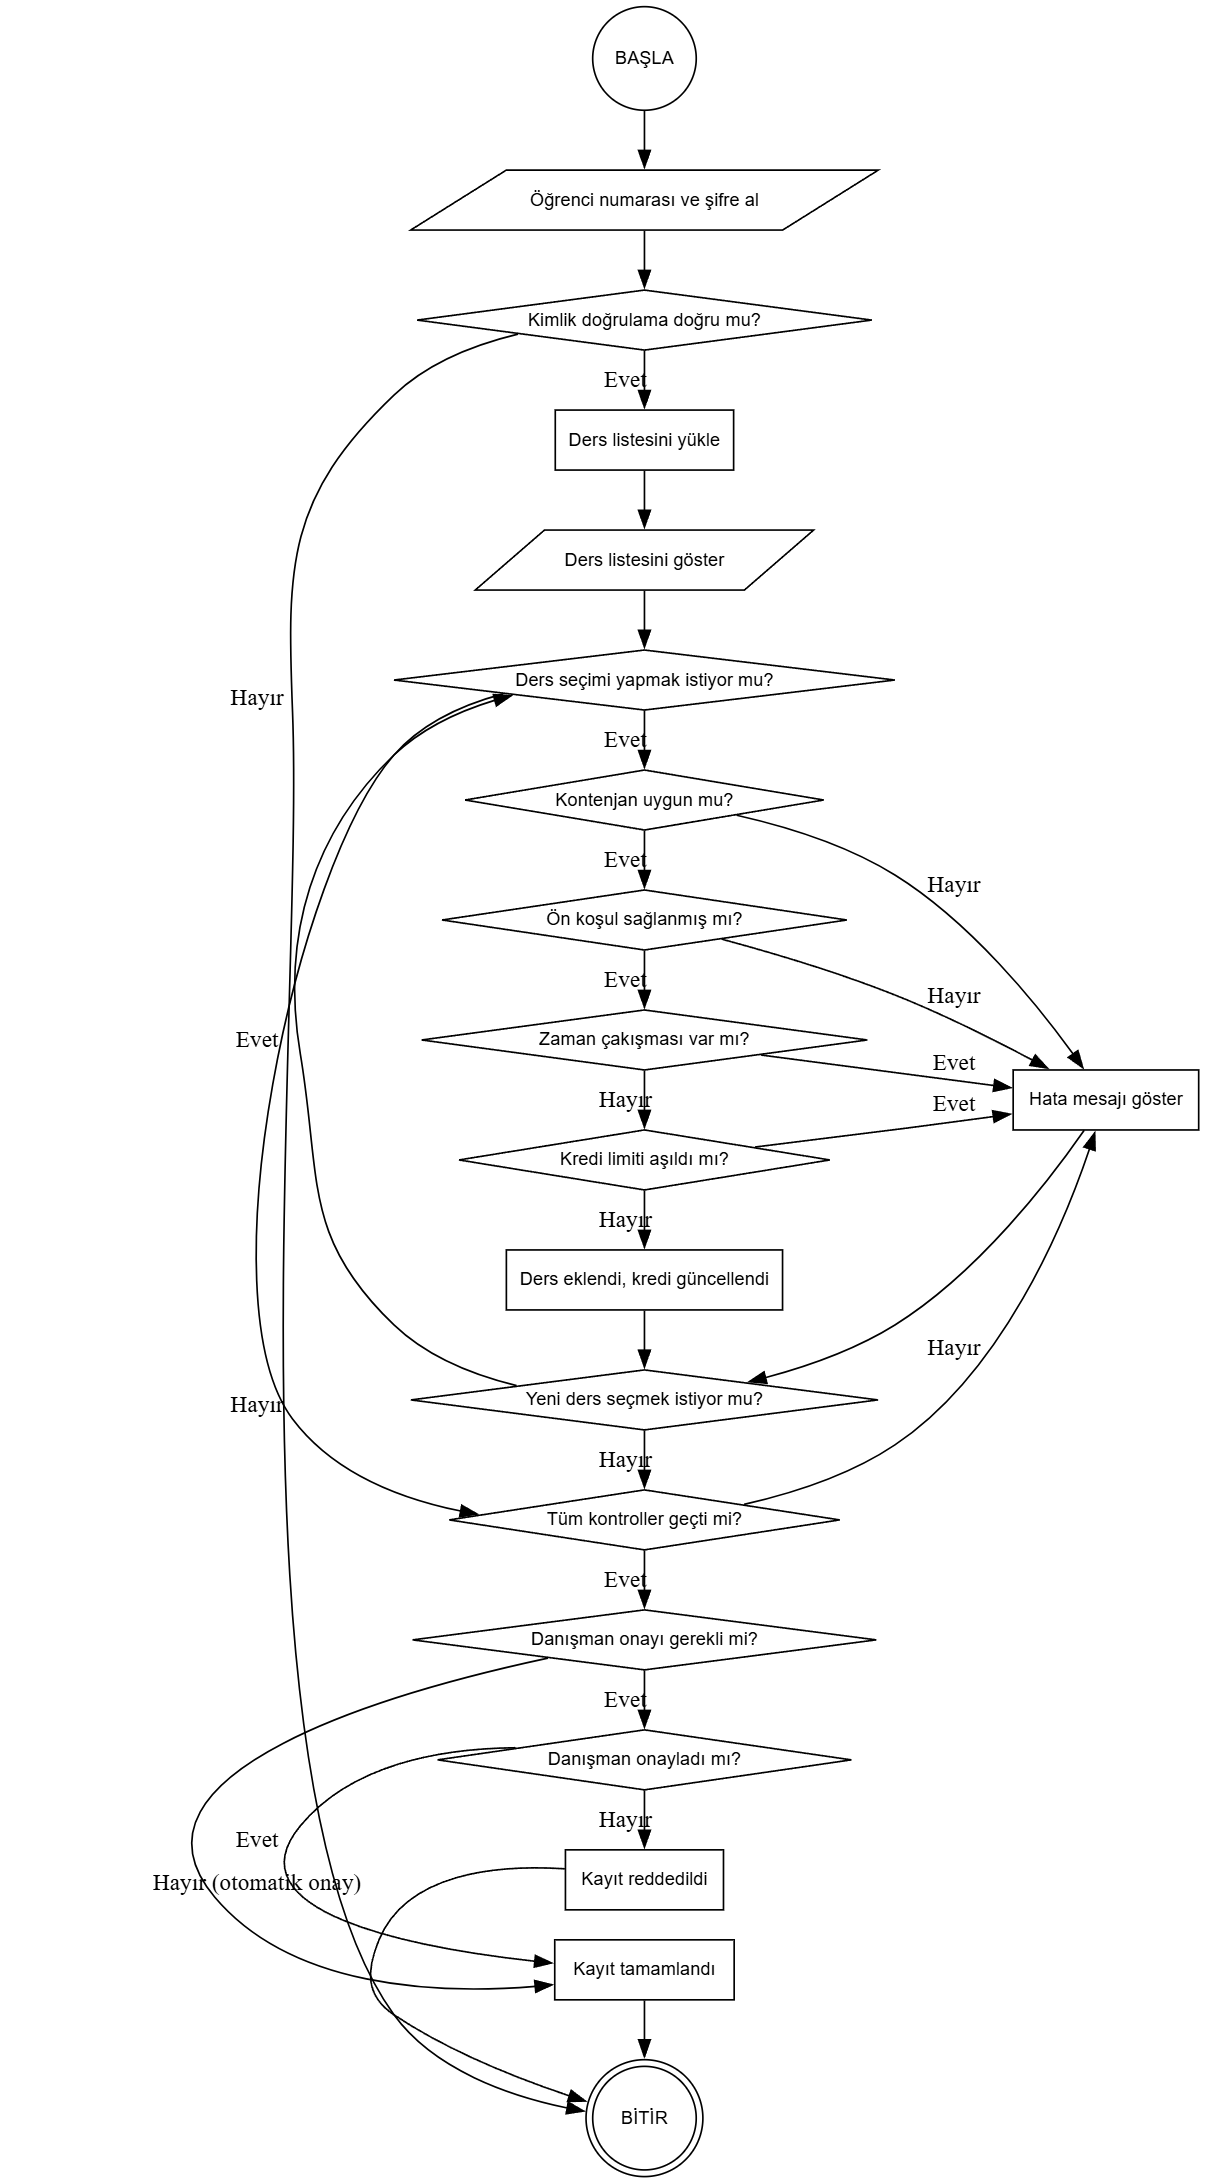 BAŞLA
Öğrenci numarası ve şifre al
Kimlik doğrulama doğru mu?
Evet
Ders listesini yükle
Ders listesini göster
Ders seçimi yapmak istiyor mu?
Hayır
Evet
Kontenjan uygun mu?
Evet
Hayır
Ön koşul sağlanmış mı?
Evet
Hayır
Zaman çakışması var mı?
Evet
Evet
Hata mesajı göster
Hayır
Evet
Kredi limiti aşıldı mı?
Hayır
Ders eklendi, kredi güncellendi
Hayır
Yeni ders seçmek istiyor mu?
Hayır
Hayır
Tüm kontroller geçti mi?
Evet
Danışman onayı gerekli mi?
Evet
Danışman onayladı mı?
Hayır
Evet
Kayıt reddedildi
Hayır (otomatik onay)
Kayıt tamamlandı
BİTİR